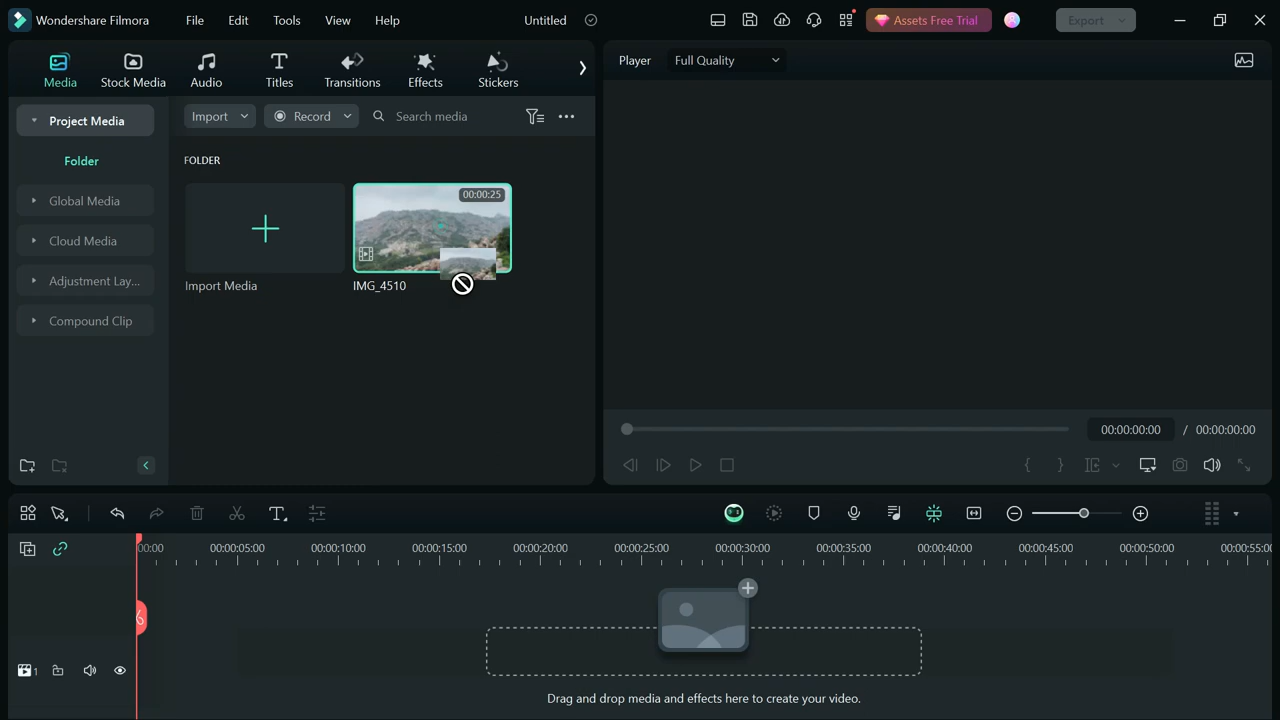 Wondershare Filmora File Edit Tools View Help Untitled Assets Free Trial Export
Media Stock Media Audio Titles Transitions Effects Stickers
Player Full Quality
Project Media
Import Record Search media
Folder
FOLDER
Global Media
00:00:25
Cloud Media
Adjustment Lay...
Import Media IMG_4510
Compound Clip
00:00:00:00 / 00:00:00:00
00:00 00:00:05:00 00:00:10:00 00:00:15:00 00:00:20:00 00:00:25:00 00:00:30:00 00:00:35:00 00:00:40:00 00:00:45:00 00:00:50:00 00:00:55:00
1
Drag and drop media and effects here to create your video.